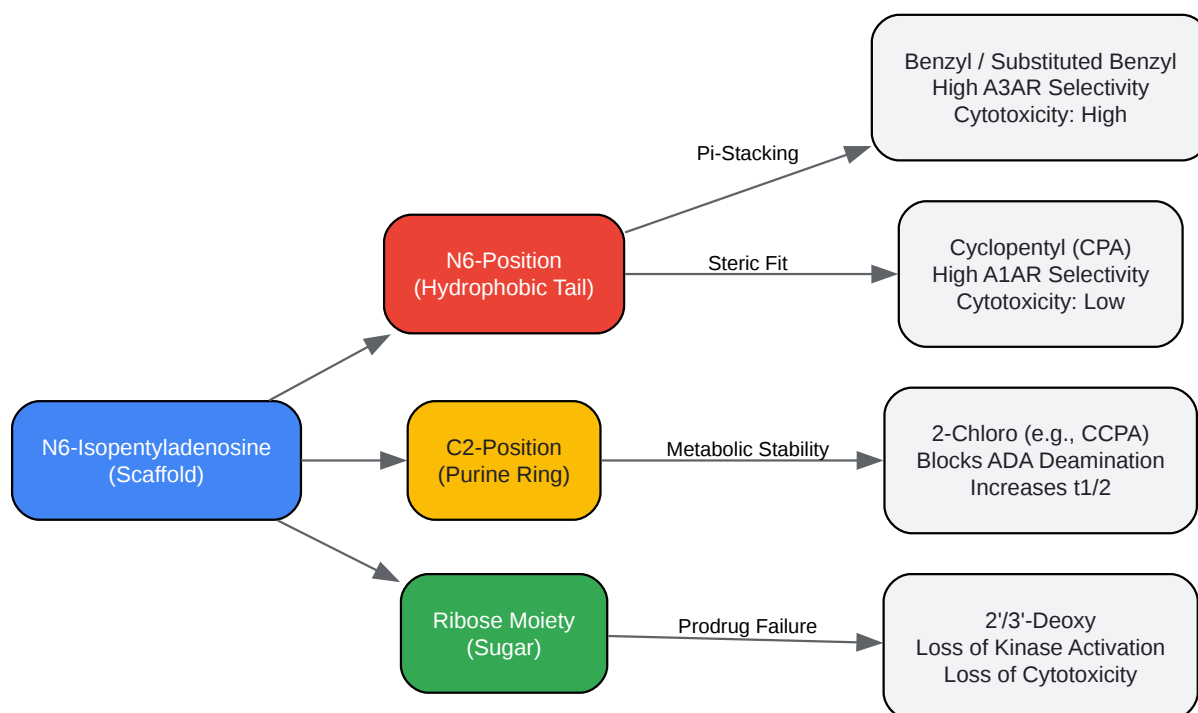 Benzyl / Substituted Benzyl
High A3AR Selectivity
Cytotoxicity: High
Pi-Stacking
N6-Position
(Hydrophobic Tail)
Steric Fit
Cyclopentyl (CPA)
High A1AR Selectivity
Cytotoxicity: Low
N6-Isopentyladenosine
(Scaffold)
C2-Position
(Purine Ring)
Metabolic Stability
2-Chloro (e.g., CCPA)
Blocks ADA Deamination
Increases t1/2
Ribose Moiety
(Sugar)
Prodrug Failure
2'/3'-Deoxy
Loss of Kinase Activation
Loss of Cytotoxicity